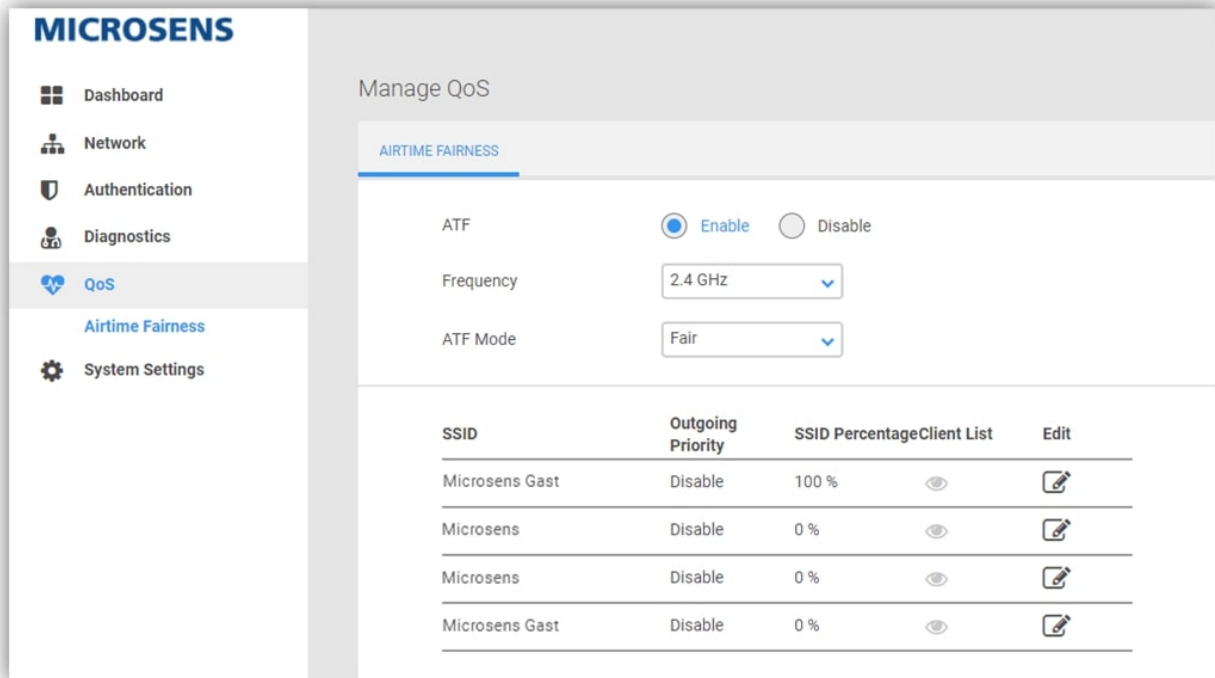 MICROSENS
Dashboard
Network
Authentication
Diagnostics
QoS
Airtime Fairness
System Settings
Manage QoS
AIRTIME FAIRNESS
ATF Enable Disable
Frequency 2.4 GHz
ATF Mode Fair
SSID Outgoing Priority SSID Percentage Client List Edit
Microsens Gast Disable 100 %
Microsens Disable 0 %
Microsens Disable 0 %
Microsens Gast Disable 0 %